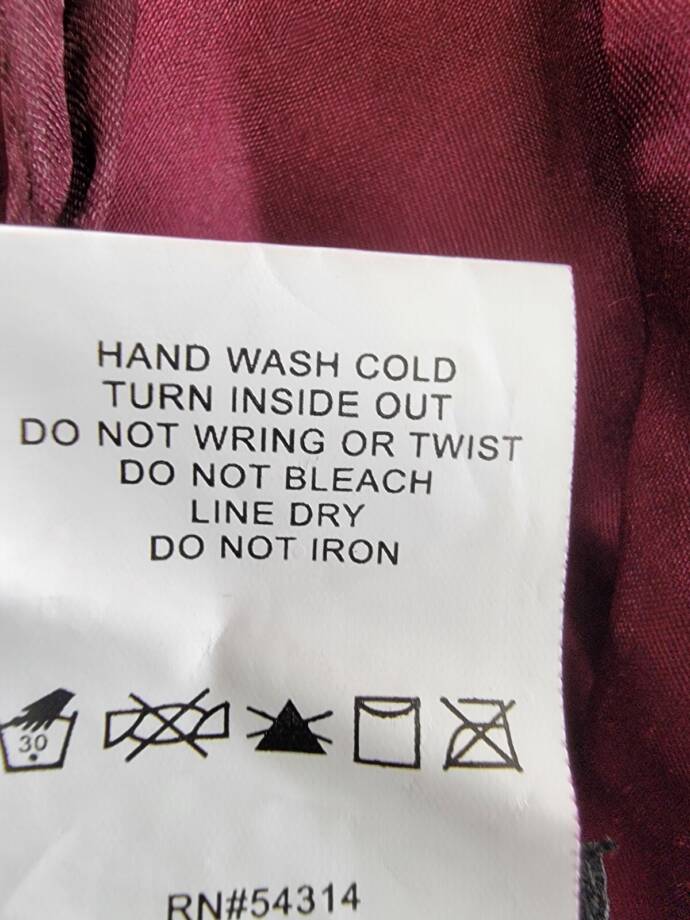 HAND WASH COLD
TURN INSIDE OUT
DO NOT WRING OR TWIST
DO NOT BLEACH
LINE DRY
DO NOT IRON
30
RN#54314